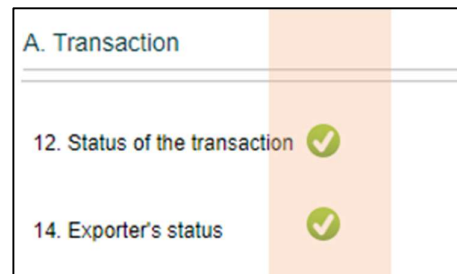 A. Transaction
12. Status of the transaction
14. Exporter's status